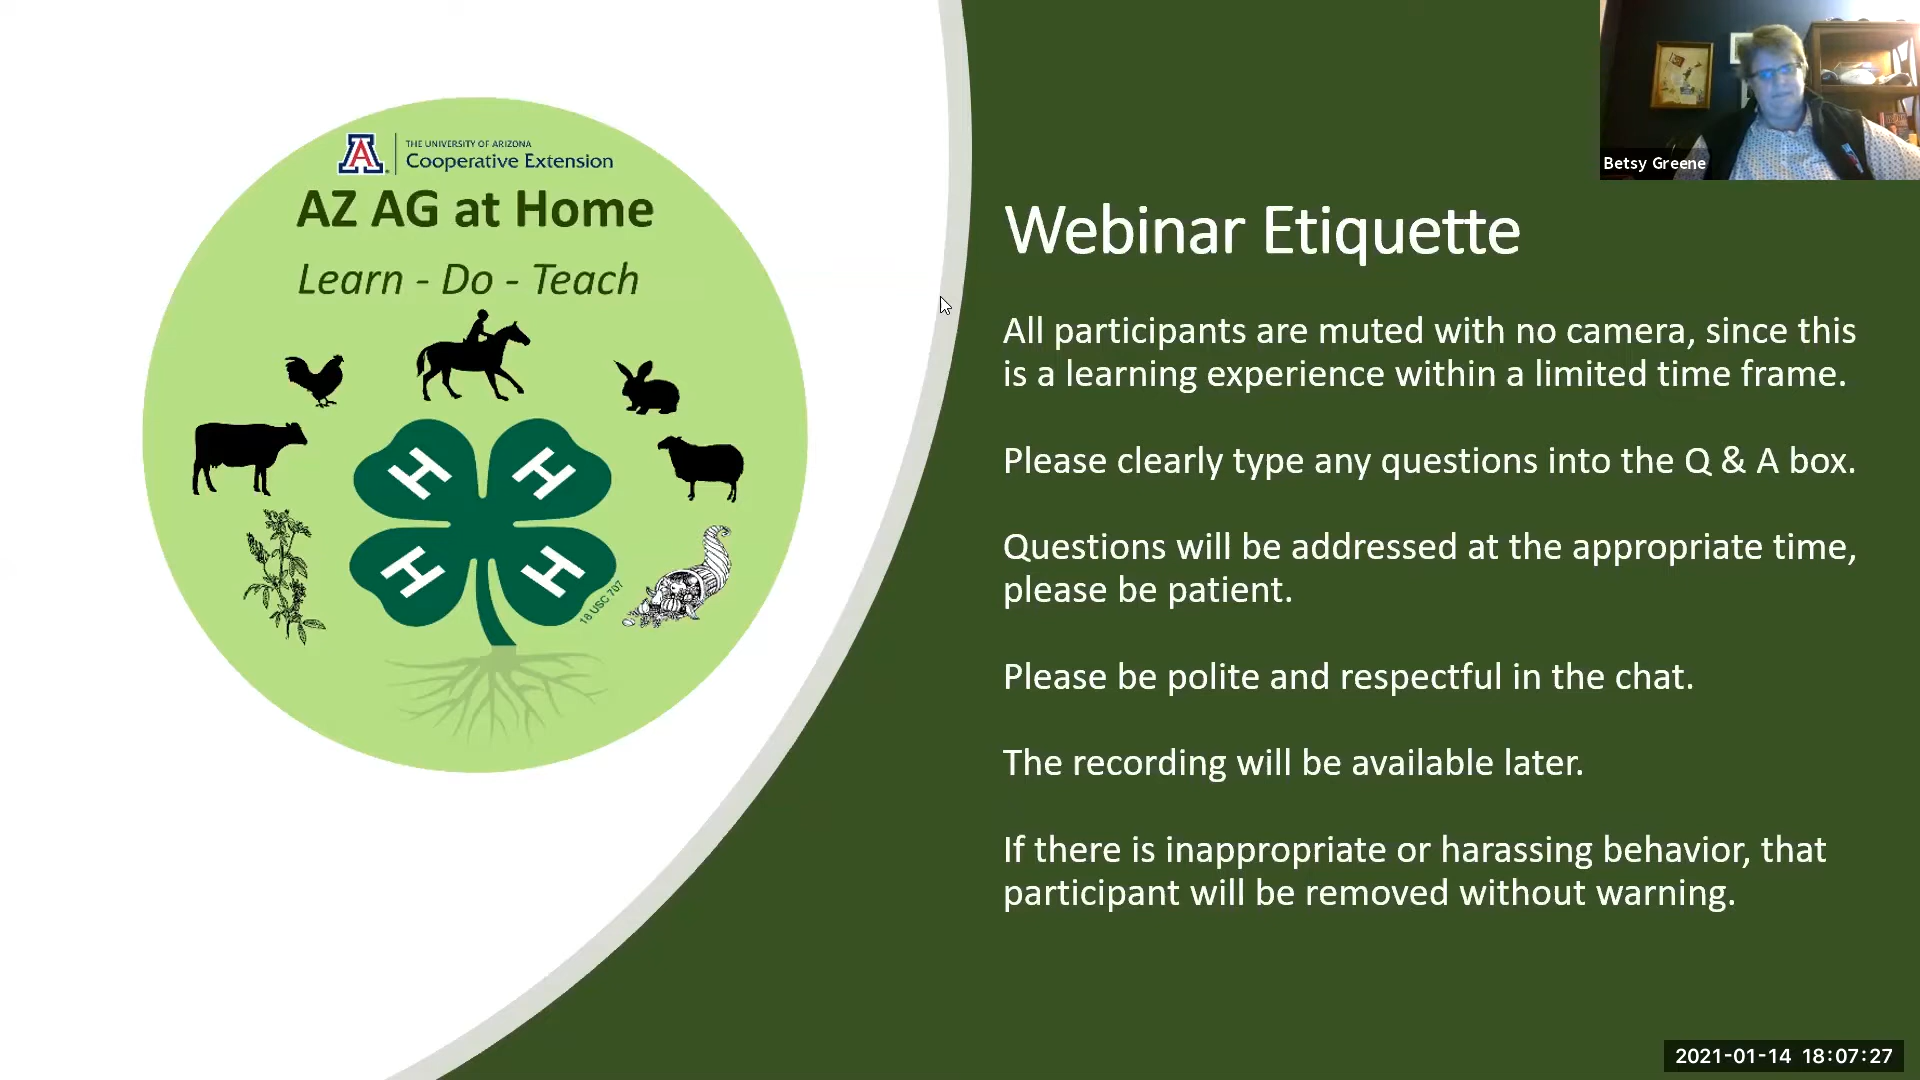 THE UNIVERSITY OF ARIZONA
Cooperative Extension
AZ AG at Home
Learn - Do - Teach
H H
H H
18 USC 707
Betsy Greene
Webinar Etiquette
All participants are muted with no camera, since this
is a learning experience within a limited time frame.
Please clearly type any questions into the Q & A box.
Questions will be addressed at the appropriate time,
please be patient.
Please be polite and respectful in the chat.
The recording will be available later.
If there is inappropriate or harassing behavior, that
participant will be removed without warning.
2021-01-14 18:07:27